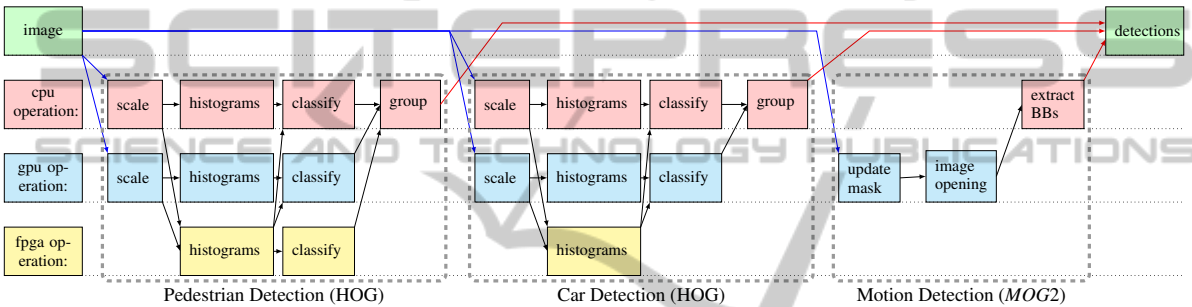 SCITEPRESS
SCIENCE AND TECHNOLOGY PUBLICATIONS
image
detections
cpu
operation:
scale
histograms
classify
group
scale
histograms
classify
group
extract
BBs
gpu op-
eration:
scale
histograms
classify
scale
histograms
classify
update
mask
image
opening
fpga op-
eration:
histograms
classify
histograms
Pedestrian Detection (HOG)
Car Detection (HOG)
Motion Detection (MOG2)